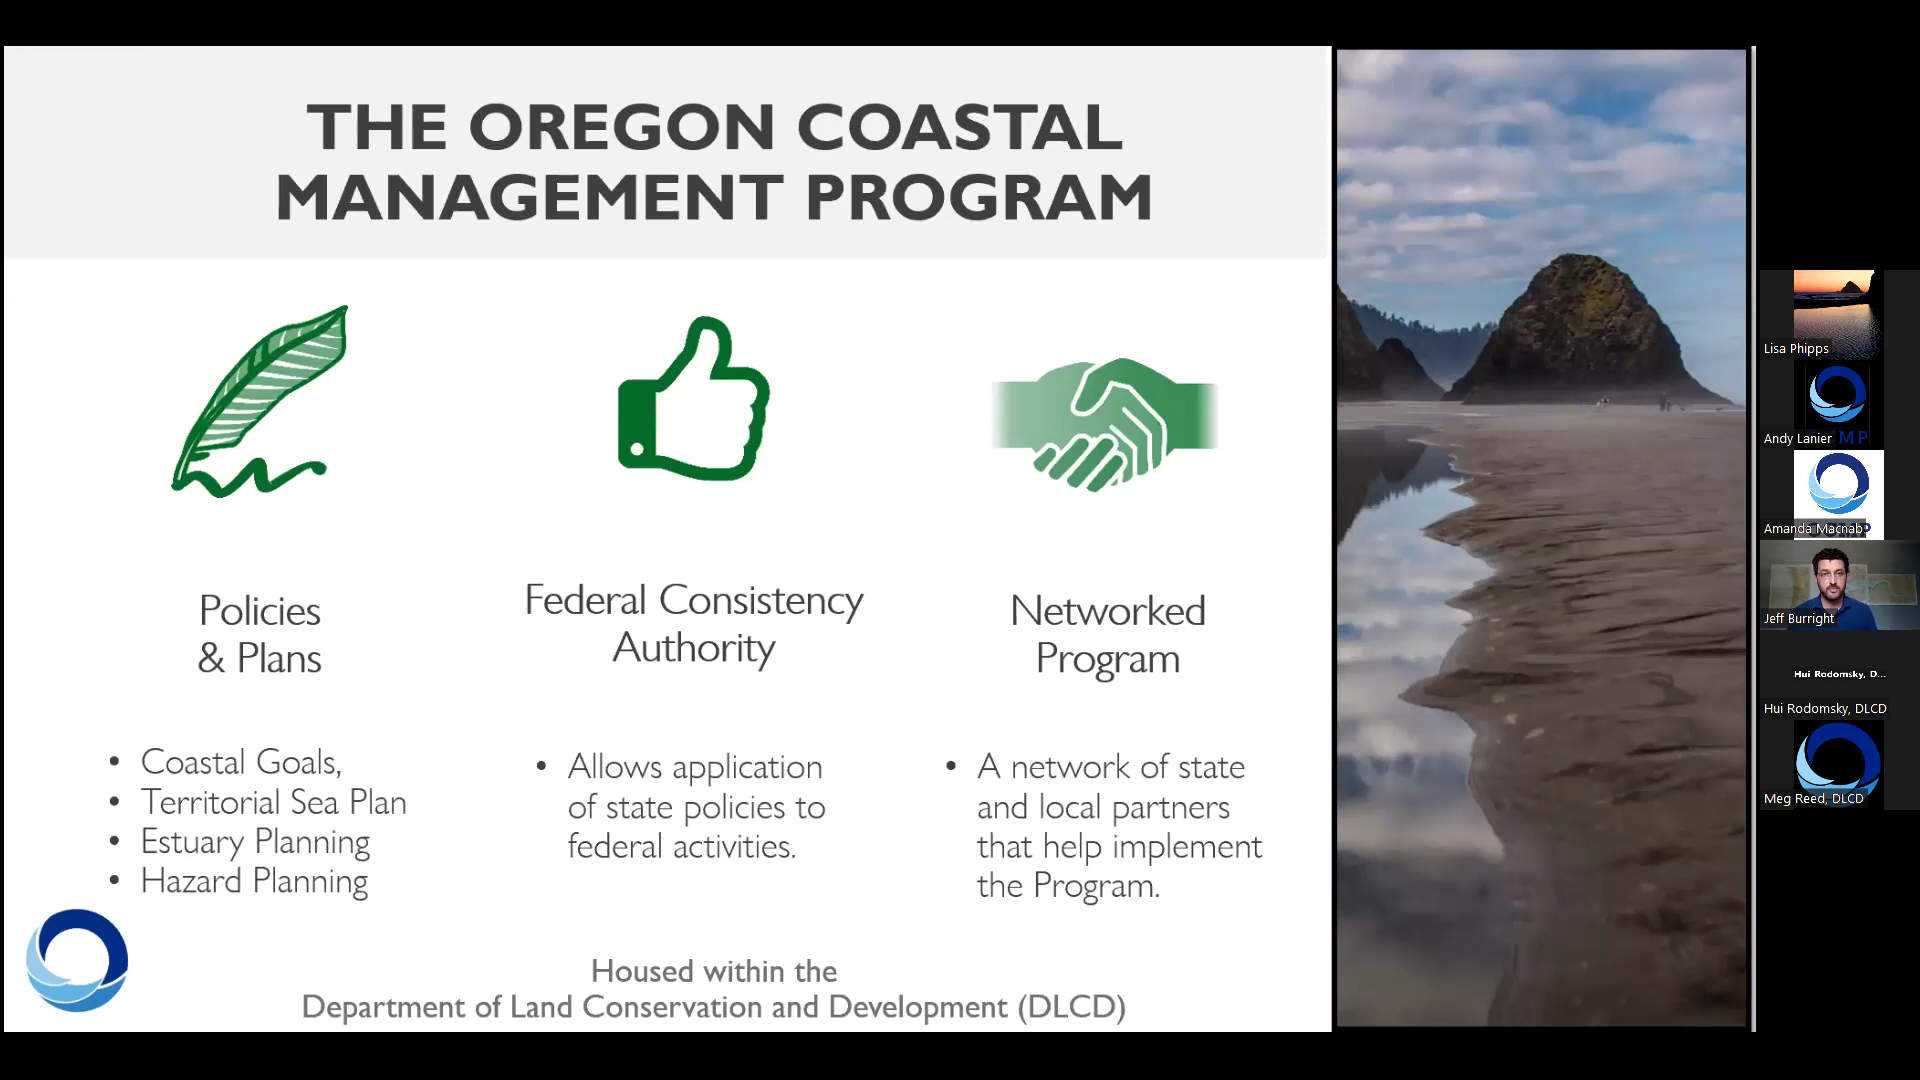 THE OREGON COASTAL
MANAGEMENT PROGRAM
Policies
& Plans
• Coastal Goals,
• Territorial Sea Plan
• Estuary Planning
• Hazard Planning
Federal Consistency
Authority
• Allows application
of state policies to
federal activities.
Networked
Program
• A network of state
and local partners
that help implement
the Program.
Housed within the
Department of Land Conservation and Development (DLCD)
Lisa Phipps
Andy Lanier
Amanda Macnab
Jeff Burright
Hui Rodomsky, D...
Hui Rodomsky, DLCD
Meg Reed, DLCD